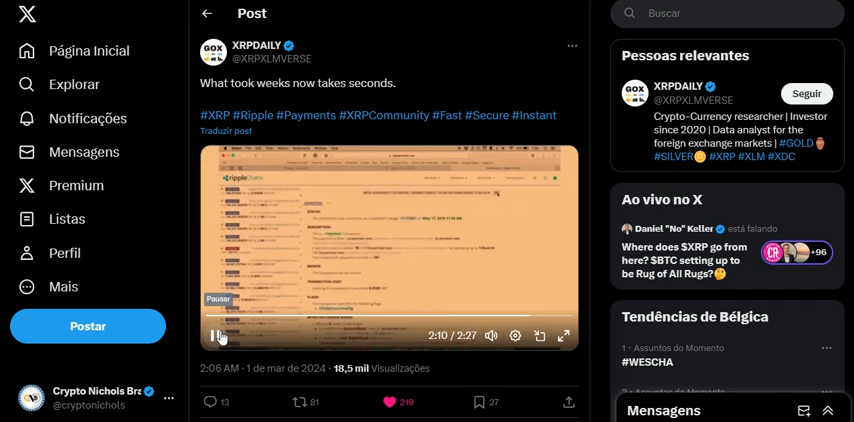 Post
Buscar
Página Inicial
Explorar
Notificações
Mensagens
Premium
Listas
Perfil
Mais
Postar
Crypto Nichols Bra
@cryptonichols
GOX
XRPDAILY
@XRPXLMVERSE
What took weeks now takes seconds.
#XRP #Ripple #Payments #XRPCommunity #Fast #Secure #Instant
Traduzir post
Pausar
2:10 / 2:27
2:06 AM · 1 de mar de 2024 · 18,5 mil Visualizações
13
81
219
27
Pessoas relevantes
GOX
XRPDAILY
@XRPXLMVERSE
Seguir
Crypto-Currency researcher | Investor
since 2020 | Data analyst for the
foreign exchange markets | #GOLD🏺
#SILVER🪙 #XRP #XLM #XDC
Ao vivo no X
Daniel "No" Keller está falando
Where does $XRP go from
here? $BTC setting up to
be Rug of All Rugs?🤔
+96
Tendências de Bélgica
1 · Assuntos do Momento
#WESCHA
Mensagens